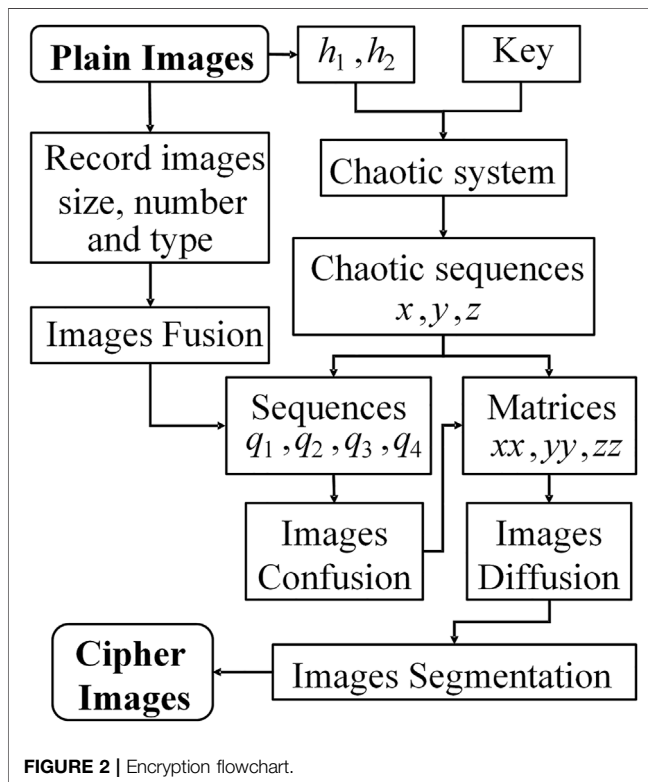 Plain Images
h₁ , h₂
Key
Record images
size, number
and type
Chaotic system
Chaotic sequences
x , y , z
Images Fusion
Sequences
q₁ , q₂ , q₃ , q₄
Matrices
xx , yy , zz
Images
Confusion
Images
Diffusion
Cipher
Images
Images Segmentation
FIGURE 2 | Encryption flowchart.